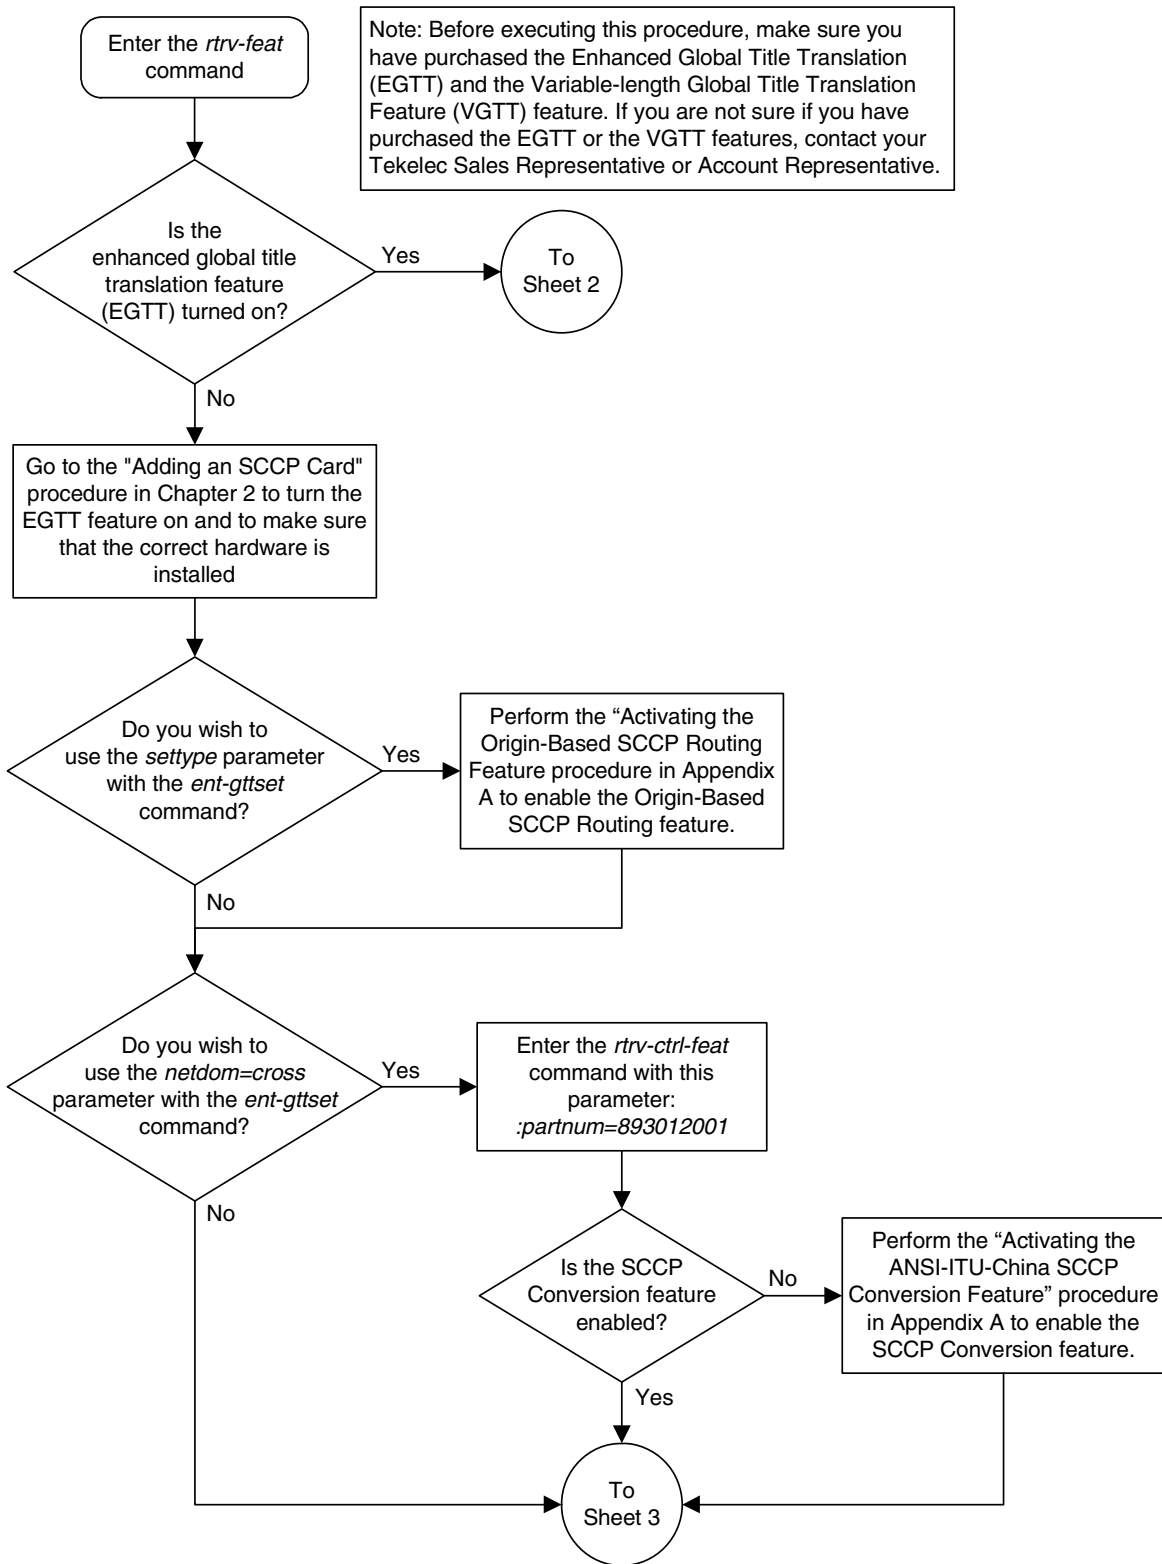 Enter the rtrv-feat
command
Note: Before executing this procedure, make sure you
have purchased the Enhanced Global Title Translation
(EGTT) and the Variable-length Global Title Translation
Feature (VGTT) feature. If you are not sure if you have
purchased the EGTT or the VGTT features, contact your
Tekelec Sales Representative or Account Representative.
Is the
enhanced global title
translation feature
(EGTT) turned on?
Yes
To
Sheet 2
No
Go to the "Adding an SCCP Card"
procedure in Chapter 2 to turn the
EGTT feature on and to make sure
that the correct hardware is
installed
Do you wish to
use the settype parameter
with the ent-gttset
command?
Yes
Perform the “Activating the
Origin-Based SCCP Routing
Feature procedure in Appendix
A to enable the Origin-Based
SCCP Routing feature.
No
Do you wish to
use the netdom=cross
parameter with the ent-gttset
command?
Yes
Enter the rtrv-ctrl-feat
command with this
parameter:
:partnum=893012001
No
Is the SCCP
Conversion feature
enabled?
No
Perform the “Activating the
ANSI-ITU-China SCCP
Conversion Feature” procedure
in Appendix A to enable the
SCCP Conversion feature.
Yes
To
Sheet 3